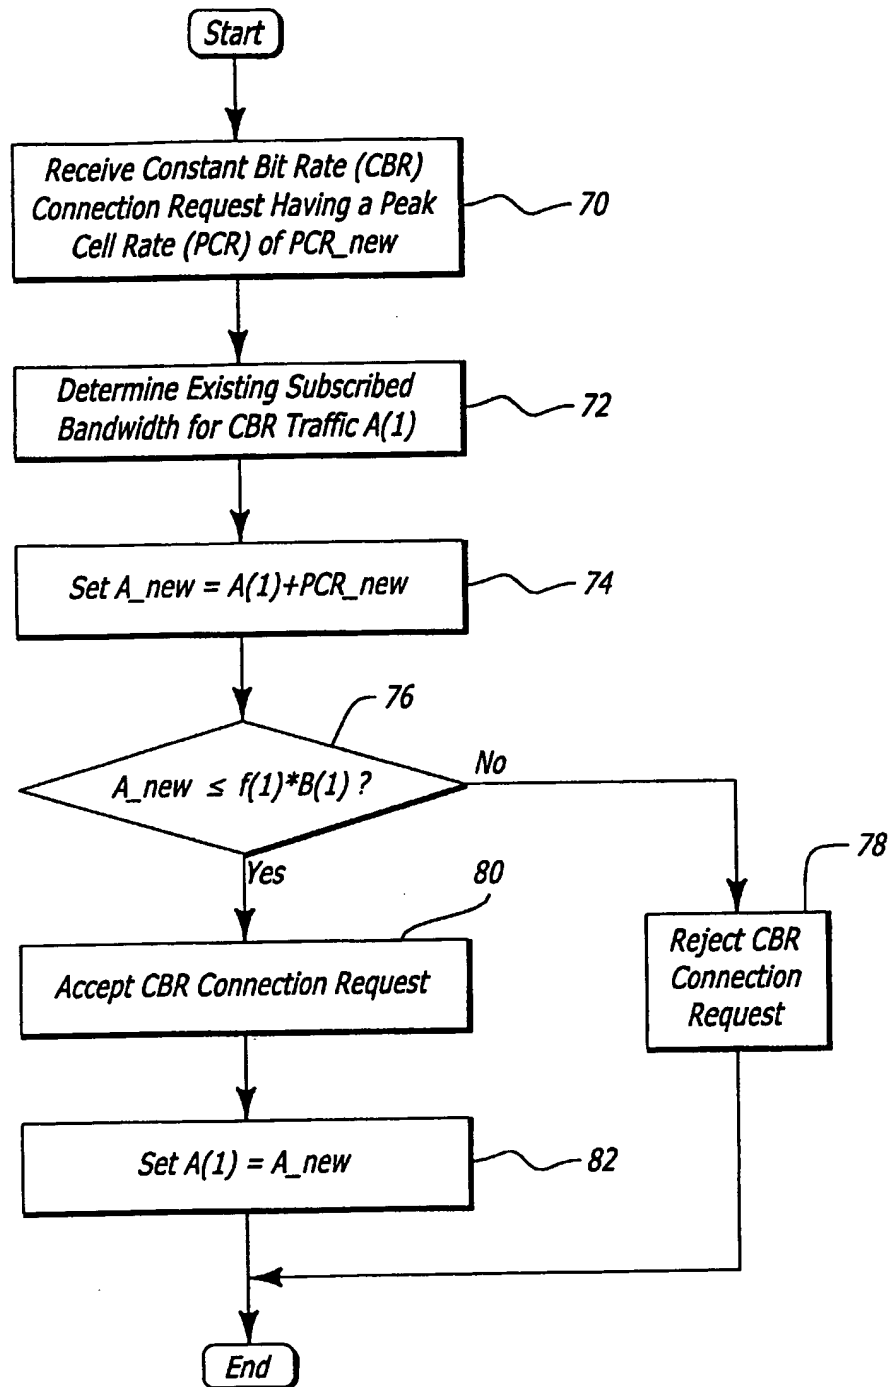 Start
Receive Constant Bit Rate (CBR)
Connection Request Having a Peak
Cell Rate (PCR) of PCR_new
70
Determine Existing Subscribed
Bandwidth for CBR Traffic A(1)
72
Set A_new = A(1)+PCR_new
74
76
A_new ≤ f(1)*B(1) ?
No
Yes
80
78
Accept CBR Connection Request
Reject CBR
Connection
Request
Set A(1) = A_new
82
End